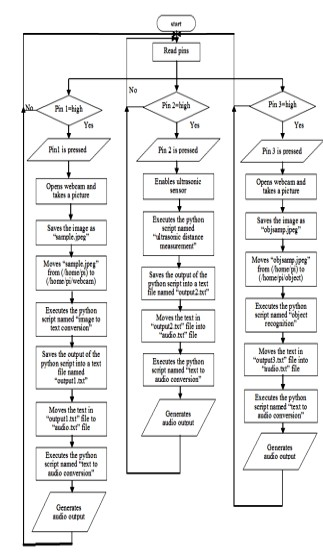 start
Read pins
No
Pin 1=high
Yes
Pin1 is pressed
Opens webcam and
takes a picture
Saves the image as
"sample.jpeg"
Moves "sample.jpeg"
from (/home/pi) to
(/home/pi/webcam)
Executes the python
script named "image to
text conversion"
Saves the output of the
python script into a text
file named
"output1.txt"
Moves the text in
"output1.txt" file to
"audio.txt" file
Executes the python
script named "text to
audio conversion"
Generates
audio output
No
Pin 2=high
Yes
Pin 2 is pressed
Enables ultrasonic
sensor
Executes the python
script named
"ultrasonic distance
measurement"
Saves the output of the
python script into a text
file named "output2.txt"
Moves the text in
"output2.txt" file into
"audio.txt" file
Executes the python
script named "text to
audio conversion"
Generates
audio output
Pin 3=high
Yes
Pin 3 is pressed
Opens webcam and
takes a picture
Saves the image as
"objsamp.jpeg"
Moves "objsamp.jpeg"
from (/home/pi) to
(/home/pi/object)
Executes the python
script named "object
recognition"
Moves the text in
"output3.txt" file into
"audio.txt" file
Executes the python
script named "text to
audio conversion"
Generates
audio output